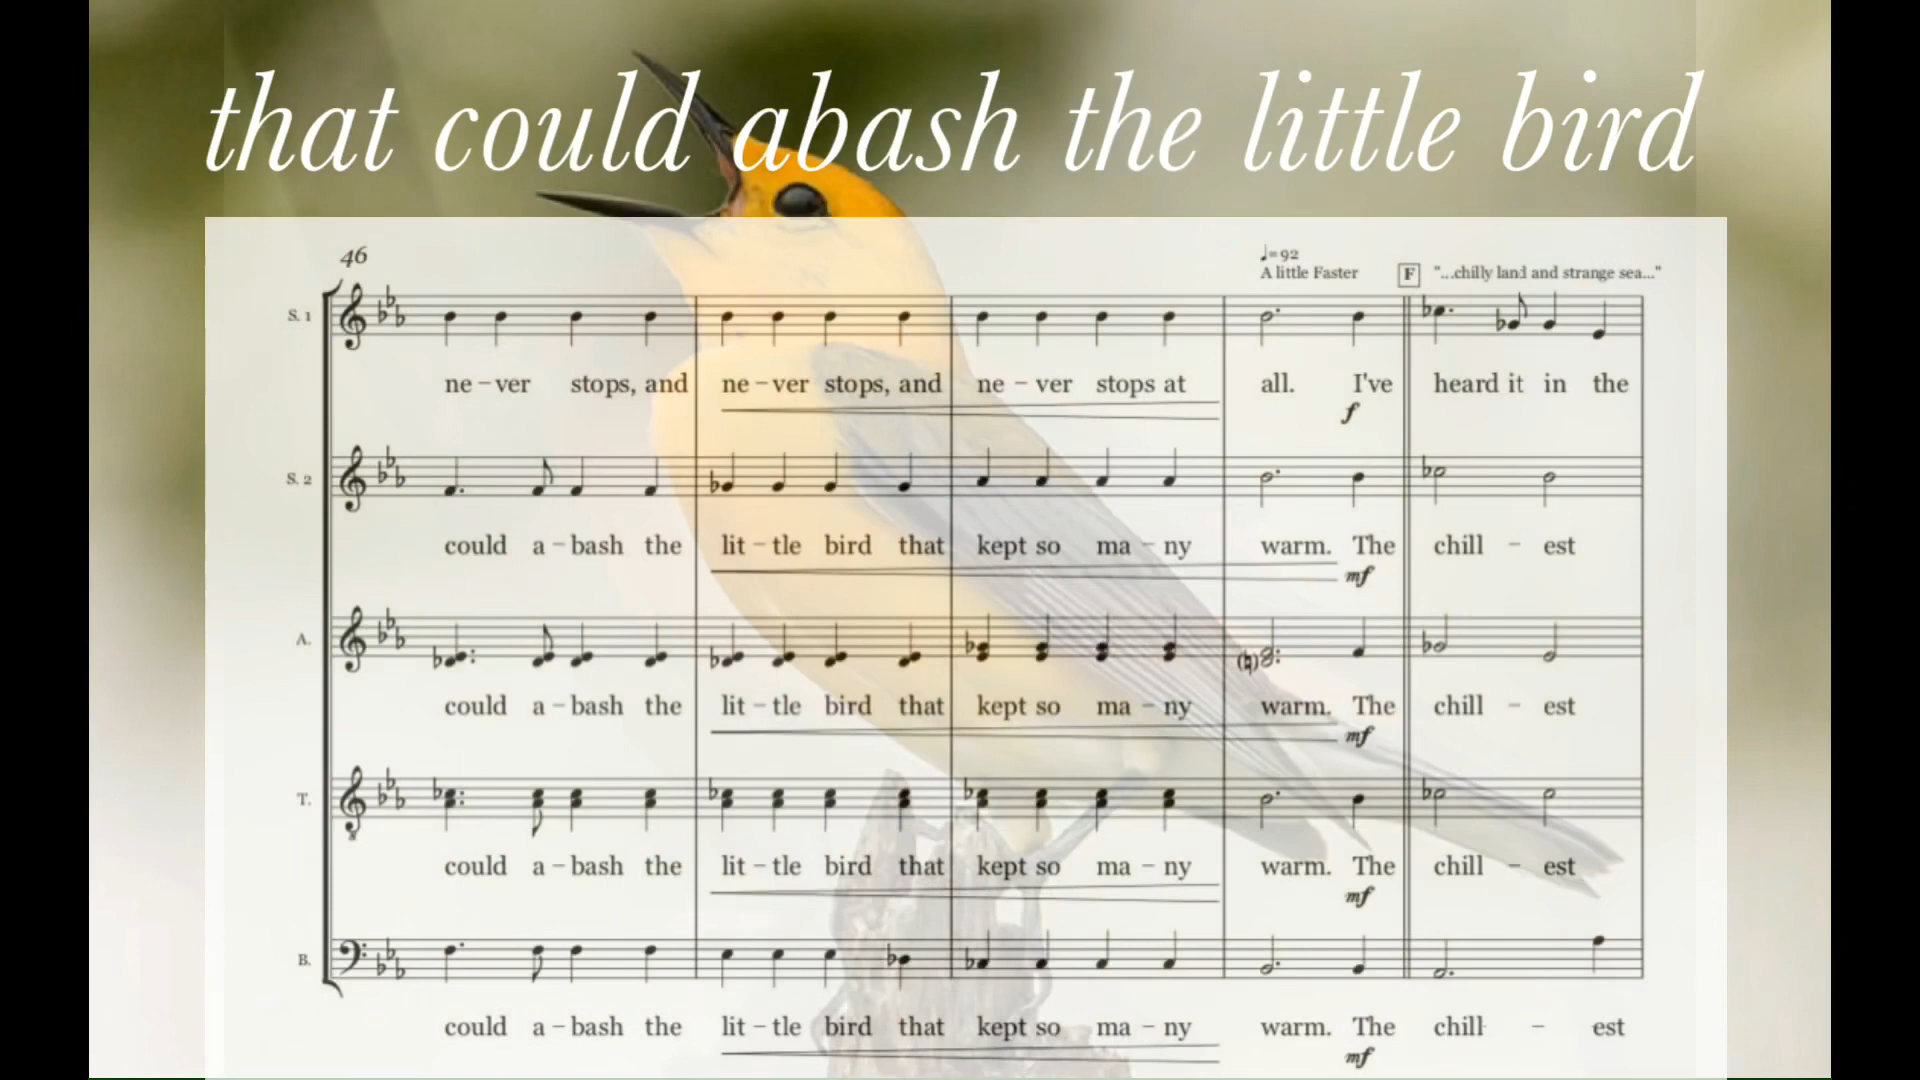 that could abash the little bird
46
♩=92
A little Faster F "...chilly land and strange sea..."
S. 1
ne – ver stops, and ne – ver stops, and ne – ver stops at all. I've heard it in the
f
S. 2
could a – bash the lit – tle bird that kept so ma – ny warm. The chill – est
mf
A.
could a – bash the lit – tle bird that kept so ma – ny warm. The chill – est
mf
T.
8
could a – bash the lit – tle bird that kept so ma – ny warm. The chill – est
mf
B.
could a – bash the lit – tle bird that kept so ma – ny warm. The chill – est
mf